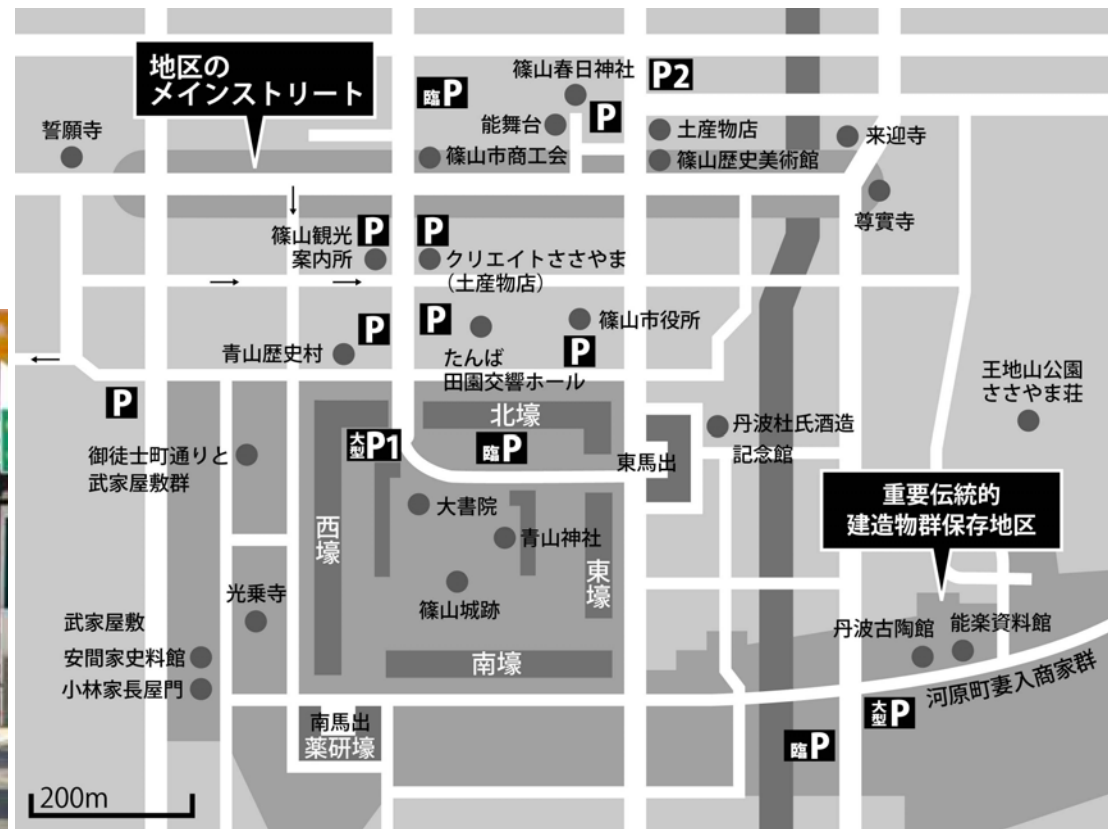 地区の
メインストリート
誓願寺
臨P
篠山春日神社
P2
能舞台
P
土産物店
来迎寺
篠山市商工会
篠山歴史美術館
尊寳寺
篠山観光
案内所
P
P
クリエイトささやま
（土産物店）
P
P
篠山市役所
青山歴史村
たんば
田園交響ホール
P
王地山公園
ささやま荘
P
北壕
大型P1
臨P
東馬出
丹波杜氏酒造
記念館
御徒士町通りと
武家屋敷群
大書院
重要伝統的
建造物群保存地区
西壕
青山神社
東壕
光乗寺
篠山城跡
武家屋敷
安間家史料館
小林家長屋門
丹波古陶館
能楽資料館
南壕
河原町妻入商家群
南馬出
薬研壕
大型P
臨P
200m